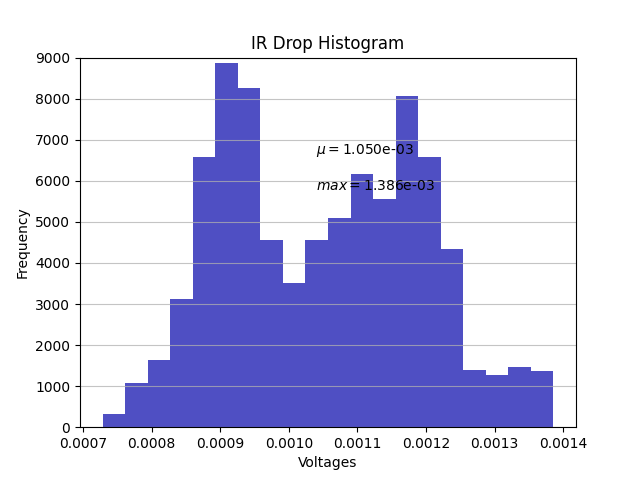 IR Drop Histogram
9000
8000
7000
6000
5000
4000
3000
2000
1000
0
Frequency
μ = 1.050e-03
max = 1.386e-03
0.0007 0.0008 0.0009 0.0010 0.0011 0.0012 0.0013 0.0014
Voltages